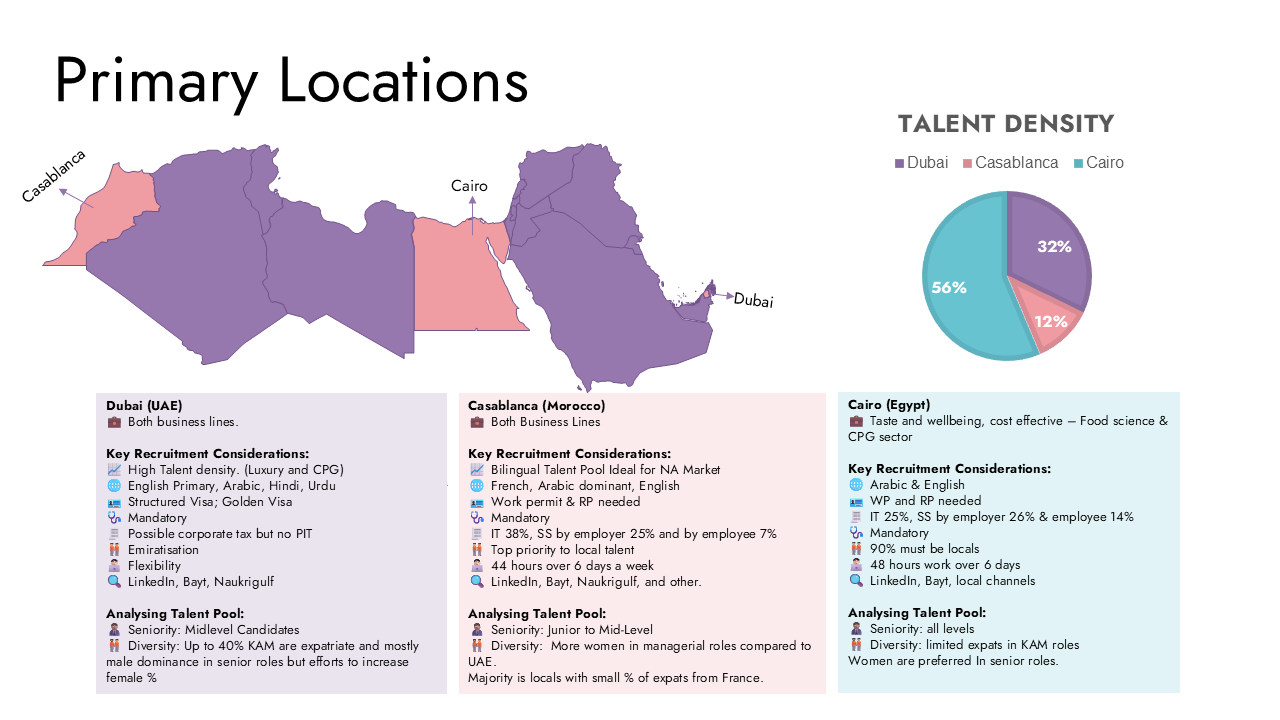 Primary Locations
Casablanca
Cairo
Dubai
TALENT DENSITY
Dubai Casablanca Cairo
32%
56%
12%
Dubai (UAE)
Both business lines.
Key Recruitment Considerations:
High Talent density. (Luxury and CPG)
English Primary, Arabic, Hindi, Urdu
Structured Visa; Golden Visa
Mandatory
Possible corporate tax but no PIT
Emiratisation
Flexibility
LinkedIn, Bayt, Naukrigulf
Analysing Talent Pool:
Seniority: Midlevel Candidates
Diversity: Up to 40% KAM are expatriate and mostly
male dominance in senior roles but efforts to increase
female %
Casablanca (Morocco)
Both Business Lines
Key Recruitment Considerations:
Bilingual Talent Pool Ideal for NA Market
French, Arabic dominant, English
Work permit & RP needed
Mandatory
IT 38%, SS by employer 25% and by employee 7%
Top priority to local talent
44 hours over 6 days a week
LinkedIn, Bayt, Naukrigulf, and other.
Analysing Talent Pool:
Seniority: Junior to Mid-Level
Diversity:  More women in managerial roles compared to
UAE.
Majority is locals with small % of expats from France.
Cairo (Egypt)
Taste and wellbeing, cost effective – Food science &
CPG sector
Key Recruitment Considerations:
Arabic & English
WP and RP needed
IT 25%, SS by employer 26% & employee 14%
Mandatory
90% must be locals
48 hours work over 6 days
LinkedIn, Bayt, local channels
Analysing Talent Pool:
Seniority: all levels
Diversity: limited expats in KAM roles
Women are preferred In senior roles.